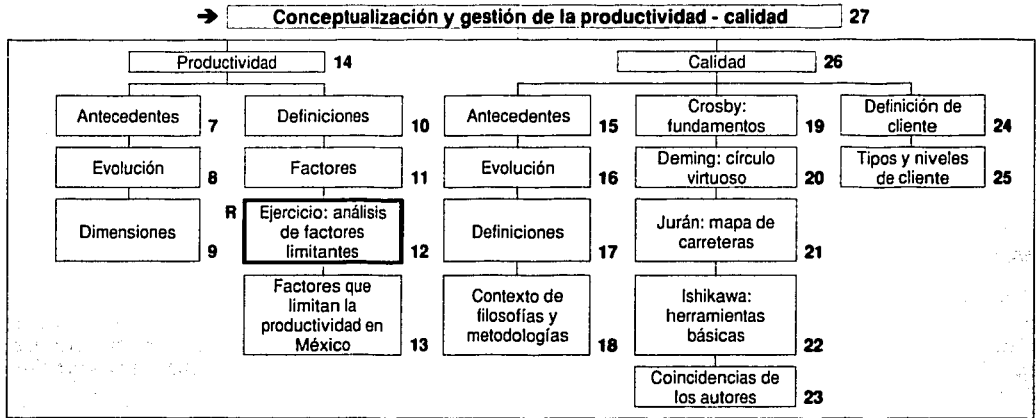 ➔ Conceptualización y gestión de la productividad - calidad 27
Productividad 14
Antecedentes 7
Evolución 8
Dimensiones 9
Definiciones 10
Factores 11
R Ejercicio: análisis
de factores
limitantes 12
Factores que
limitan la
productividad en
México 13
Calidad 26
Antecedentes 15
Evolución 16
Definiciones 17
Contexto de
filosofías y
metodologías 18
Crosby:
fundamentos 19
Deming: círculo
virtuoso 20
Jurán: mapa de
carreteras 21
Ishikawa:
herramientas
básicas 22
Coincidencias de
los autores 23
Definición de
cliente 24
Tipos y niveles
de cliente 25